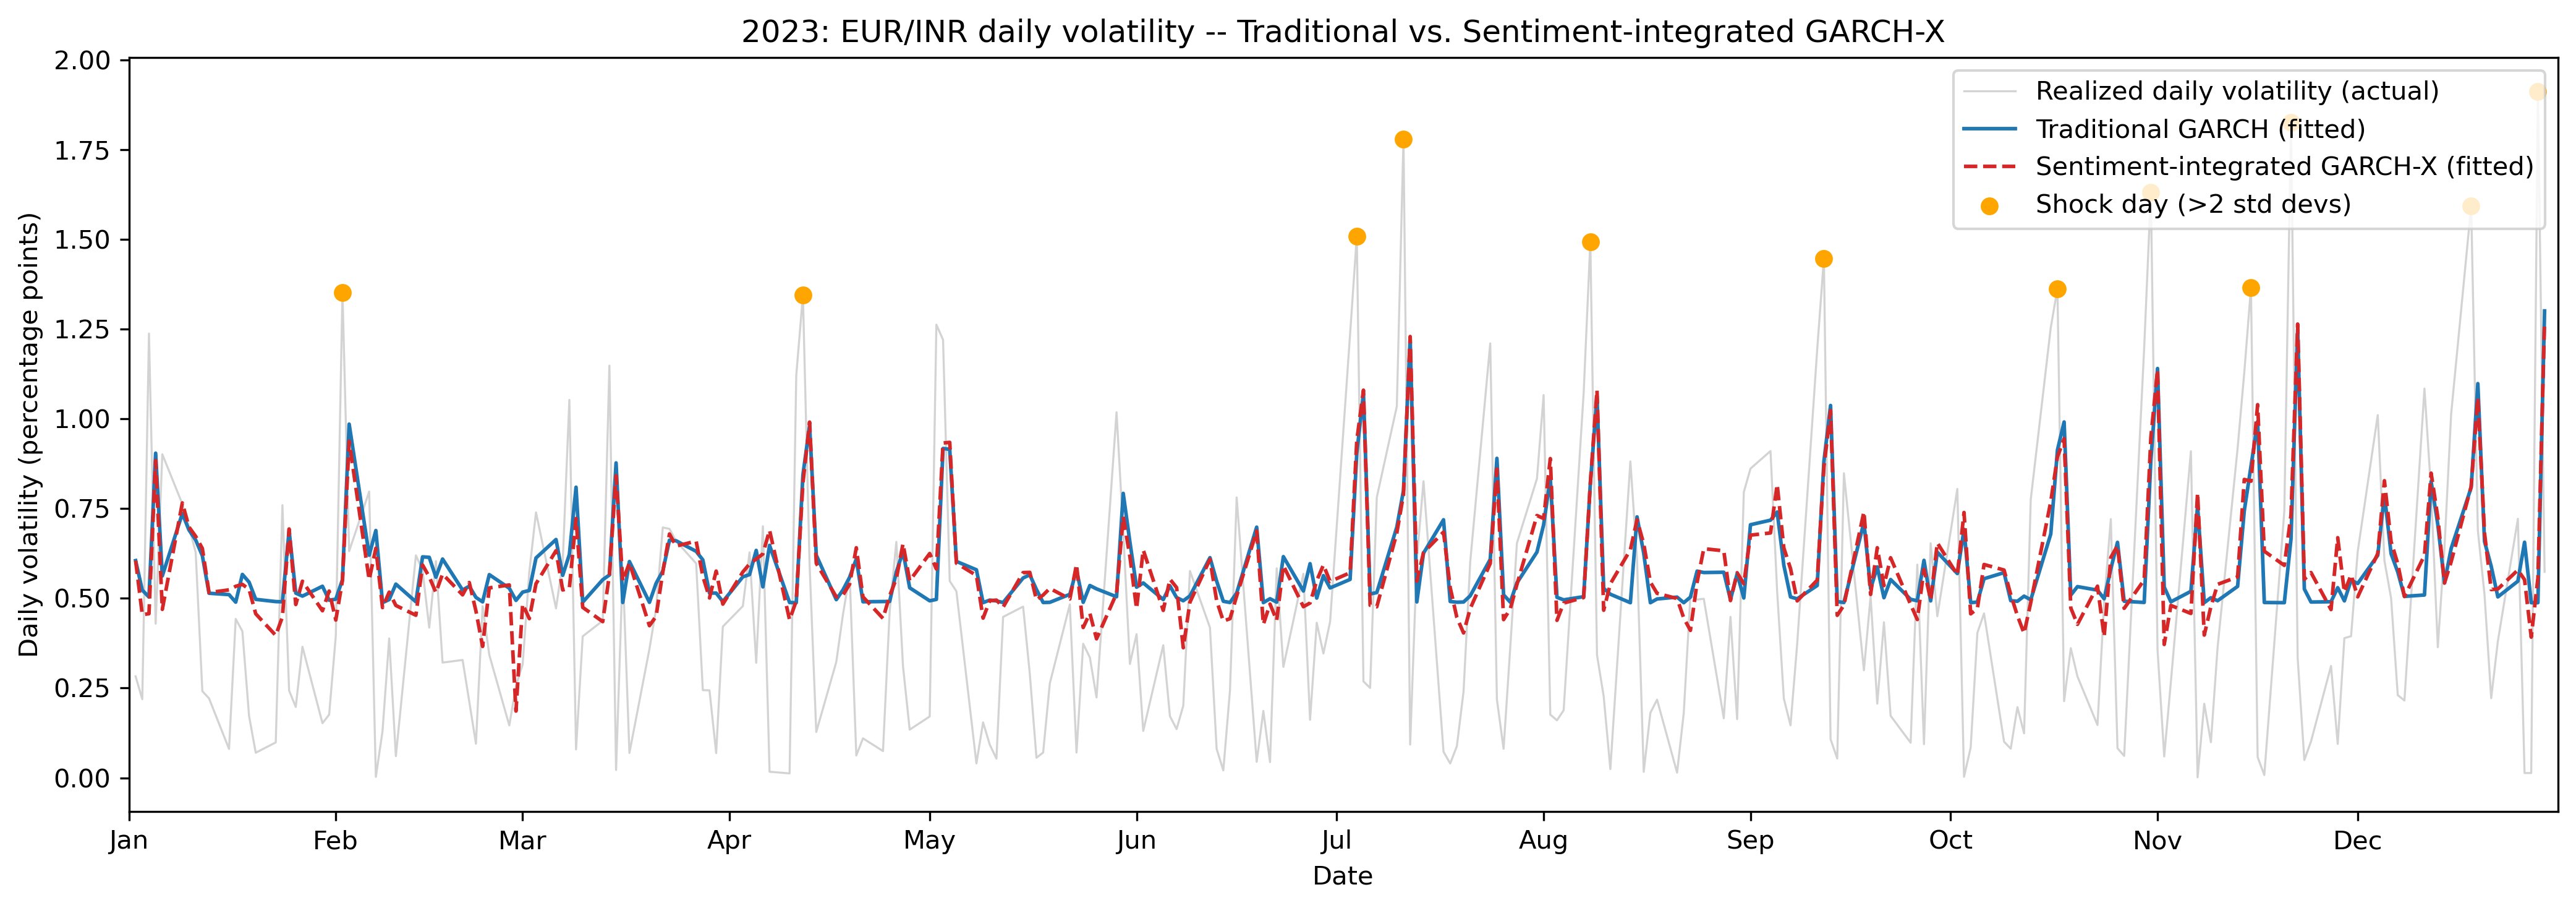 2023: EUR/INR daily volatility -- Traditional vs. Sentiment-integrated GARCH-X
Daily volatility (percentage points)
2.00
1.75
1.50
1.25
1.00
0.75
0.50
0.25
0.00
Realized daily volatility (actual)
Traditional GARCH (fitted)
Sentiment-integrated GARCH-X (fitted)
Shock day (>2 std devs)
Jan Feb Mar Apr May Jun Jul Aug Sep Oct Nov Dec
Date